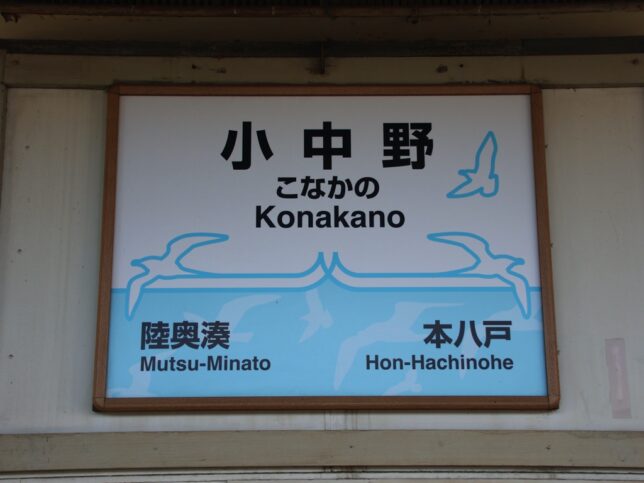 小中野
こなかの
Konakano
陸奥湊
Mutsu-Minato
本八戸
Hon-Hachinohe